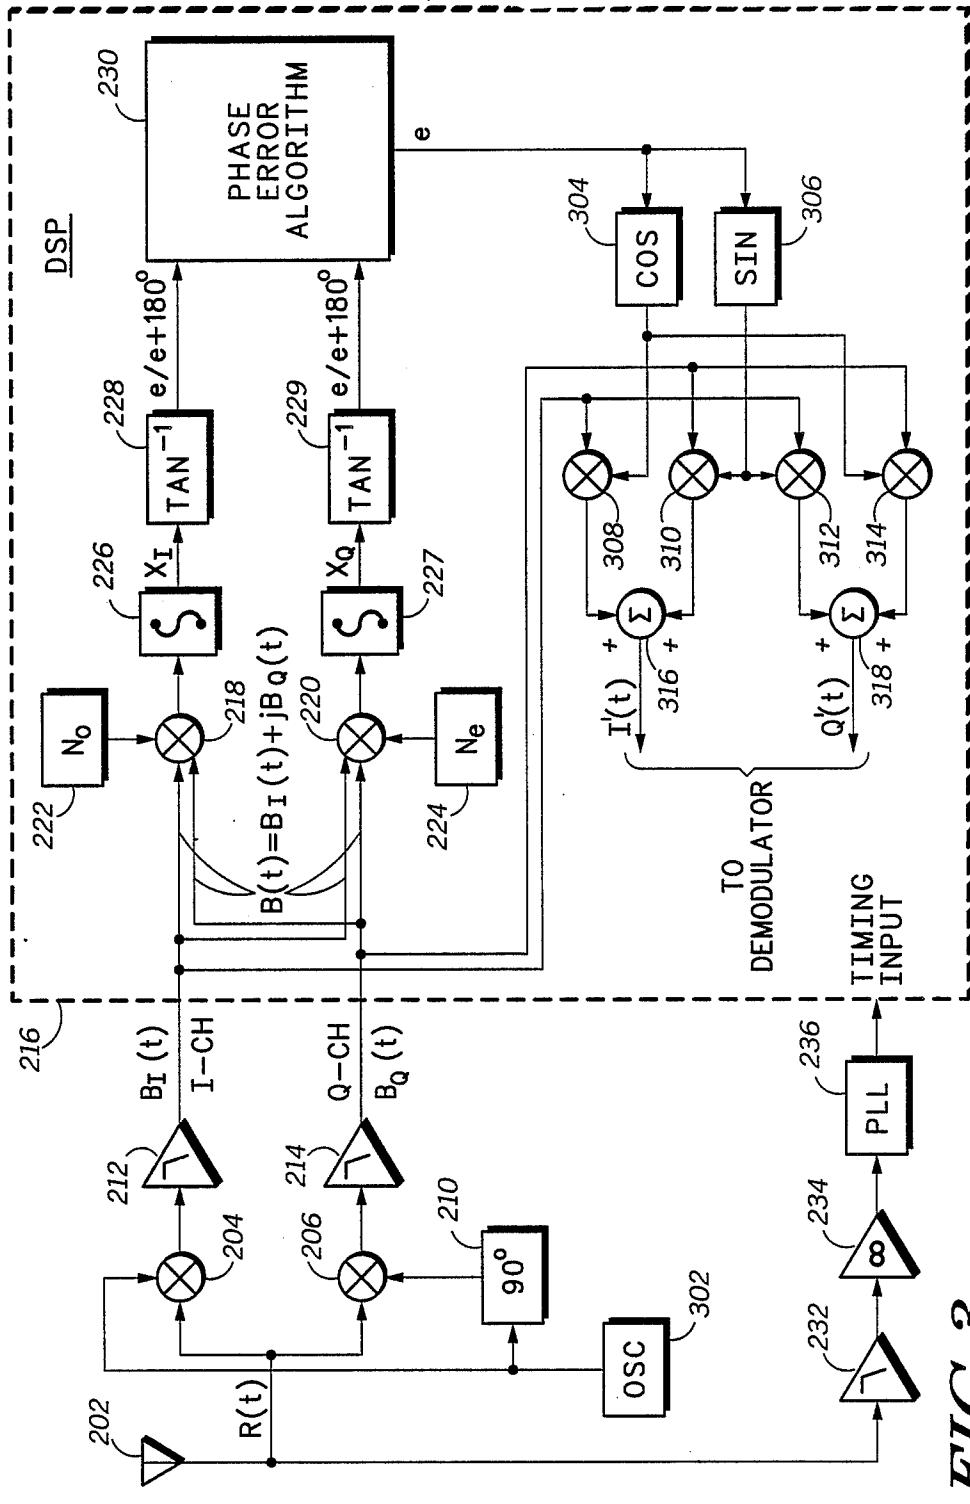 202
R(t)
204
206
212
214
210
90°
OSC
302
232
234
PLL
236
TIMING
INPUT
216
B_I(t)
I-CH
Q-CH
B_Q(t)
DSP
222
N_o
218
B(t)=B_I(t)+jB_Q(t)
220
N_e
224
226
X_I
227
X_Q
228
TAN^-1
229
TAN^-1
e/e+180°
e/e+180°
230
PHASE
ERROR
ALGORITHM
e
304
COS
306
SIN
308
310
312
314
Σ
+
+
316
Σ
+
+
318
I'(t)
Q'(t)
TO
DEMODULATOR